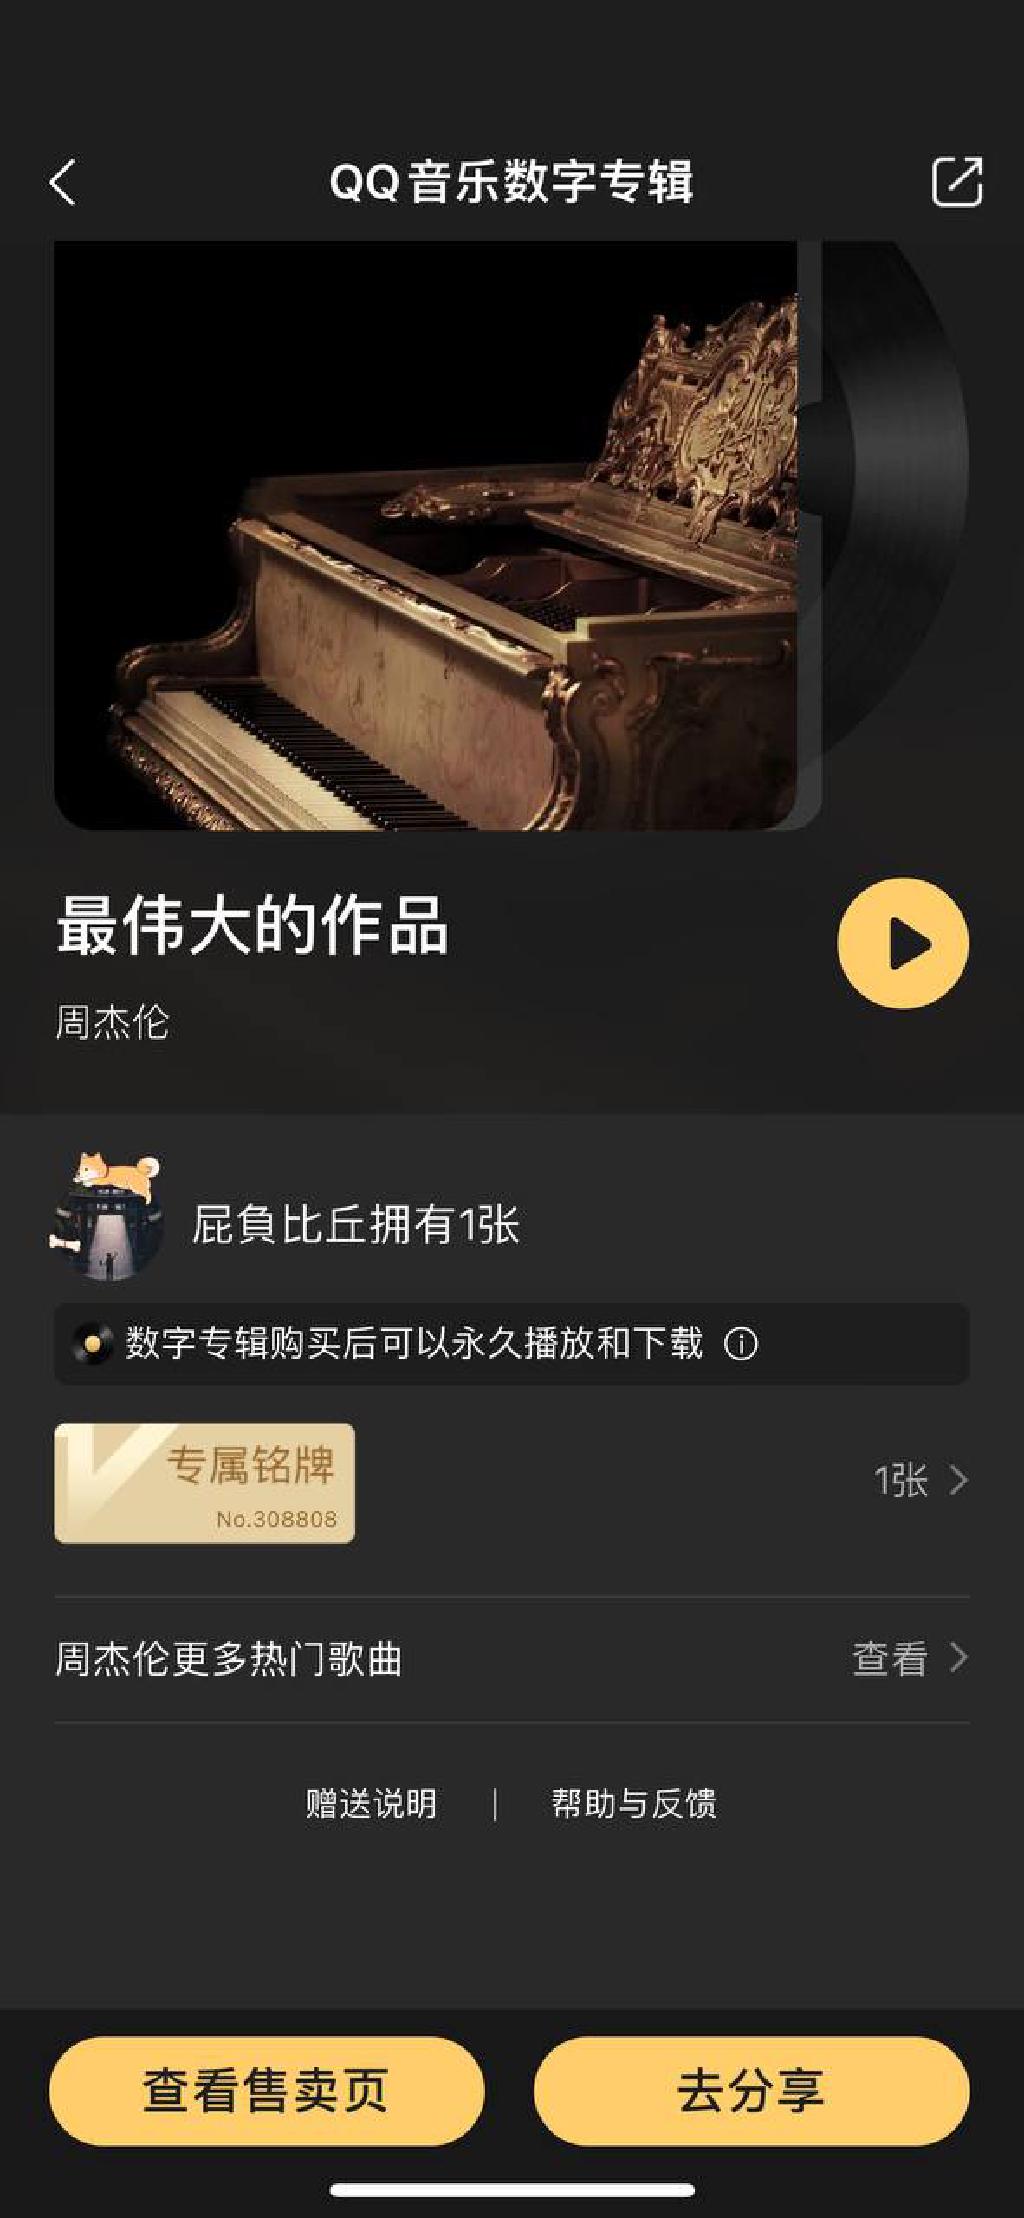 QQ音乐数字专辑
最伟大的作品
周杰伦
屁負比丘拥有1张
数字专辑购买后可以永久播放和下载
专属铭牌
No.308808
1张
周杰伦更多热门歌曲
查看
赠送说明 | 帮助与反馈
查看售卖页
去分享